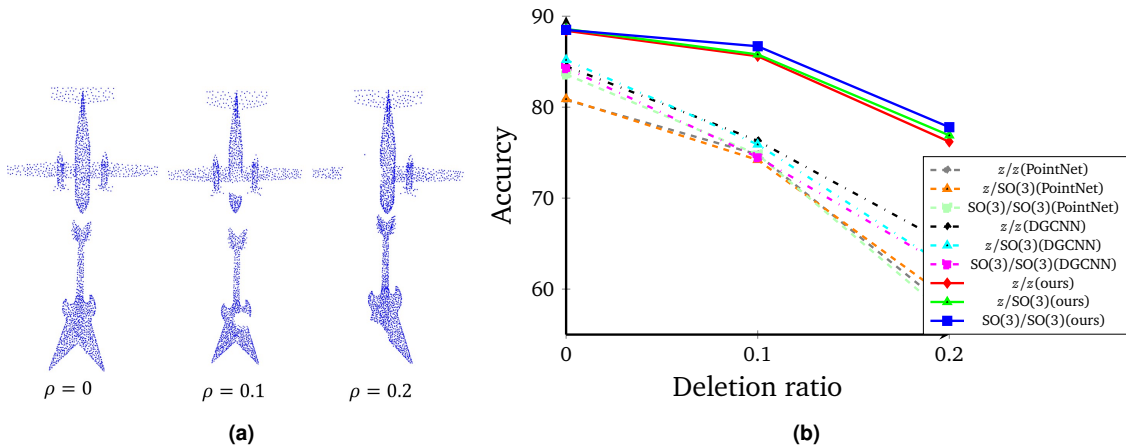 ρ = 0
ρ = 0.1
ρ = 0.2
(a)
90
80
70
60
Accurcy
0
0.1
0.2
Deletion ratio
z/z(PointNet)
z/SO(3)(PointNet)
SO(3)/SO(3)(PointNet)
z/z(DGCNN)
z/SO(3)(DGCNN)
SO(3)/SO(3)(DGCNN)
z/z(ours)
z/SO(3)(ours)
SO(3)/SO(3)(ours)
(b)